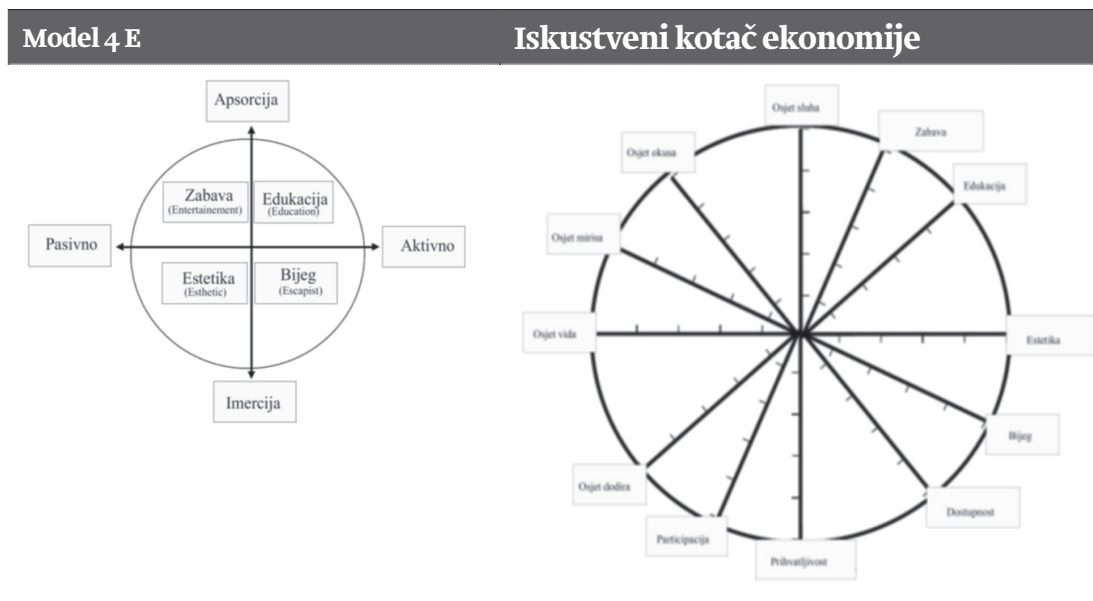 Model 4 E
Iskustveni kotač ekonomije
Apsorcija
Zabava
(Entertainement)
Edukacija
(Education)
Pasivno
Aktivno
Estetika
(Esthetic)
Bijeg
(Escapist)
Imercija
Osjet sluha
Zabava
Edukacija
Estetika
Bijeg
Dostupnost
Prihvatljivost
Participacija
Osjet dodira
Osjet vida
Osjet mirisa
Osjet okusa